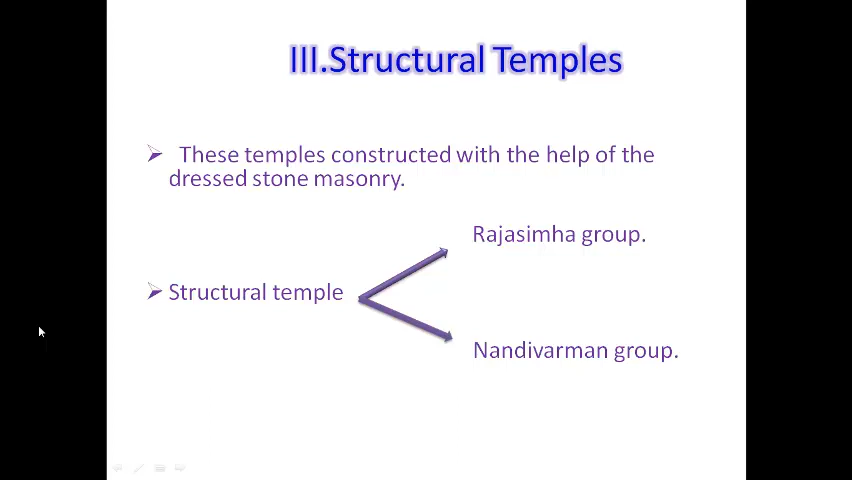 III.Structural Temples
These temples constructed with the help of the
dressed stone masonry.
Rajasimha group.
Structural temple
Nandivarman group.